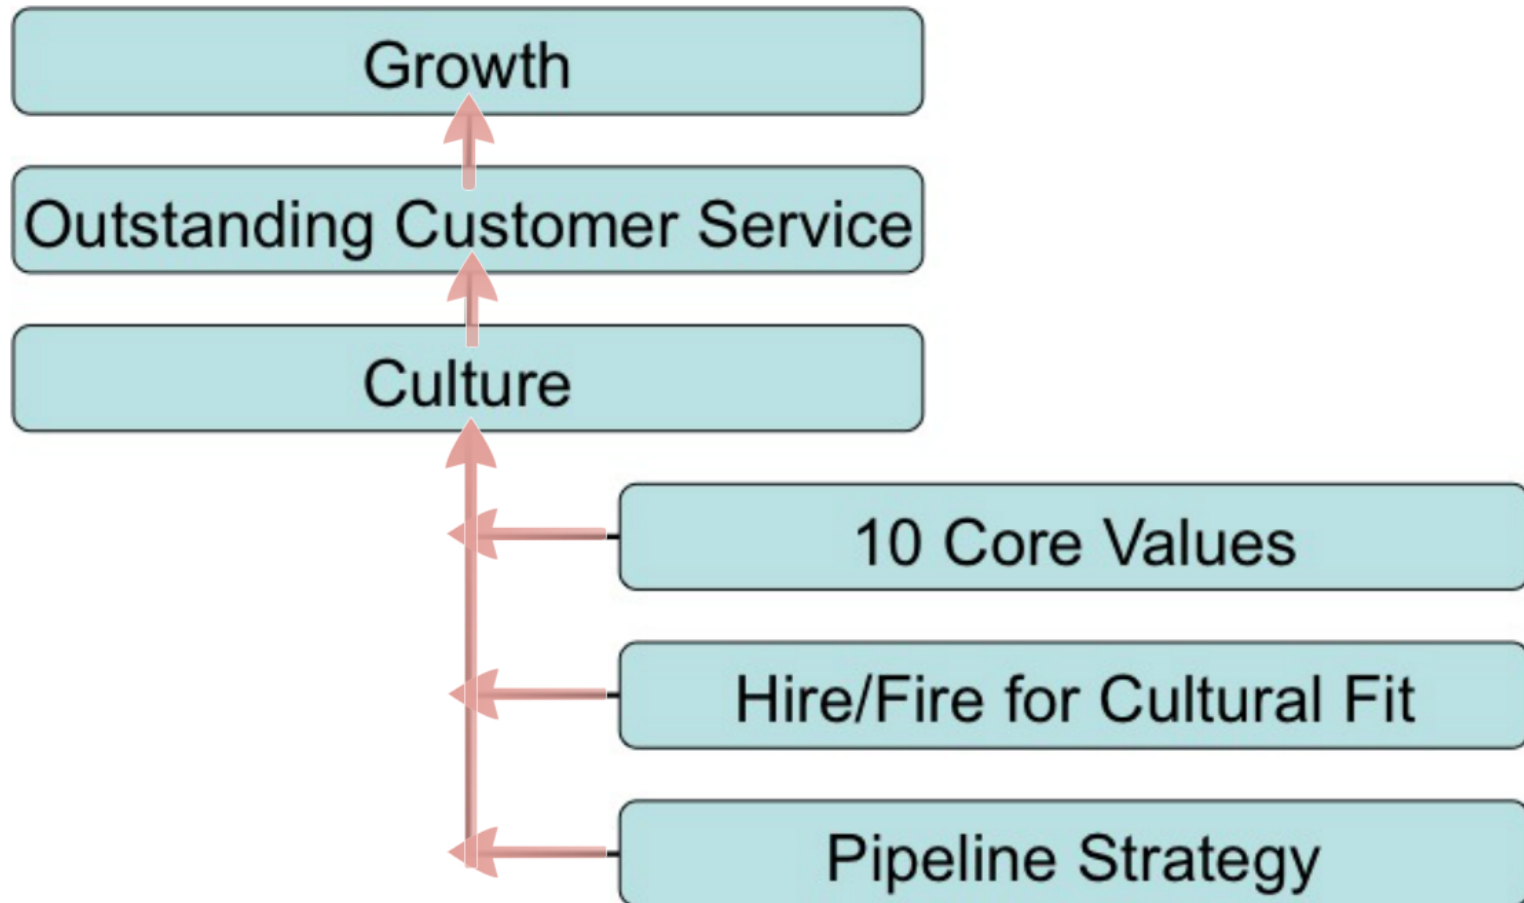 Growth
Outstanding Customer Service
Culture
10 Core Values
Hire/Fire for Cultural Fit
Pipeline Strategy